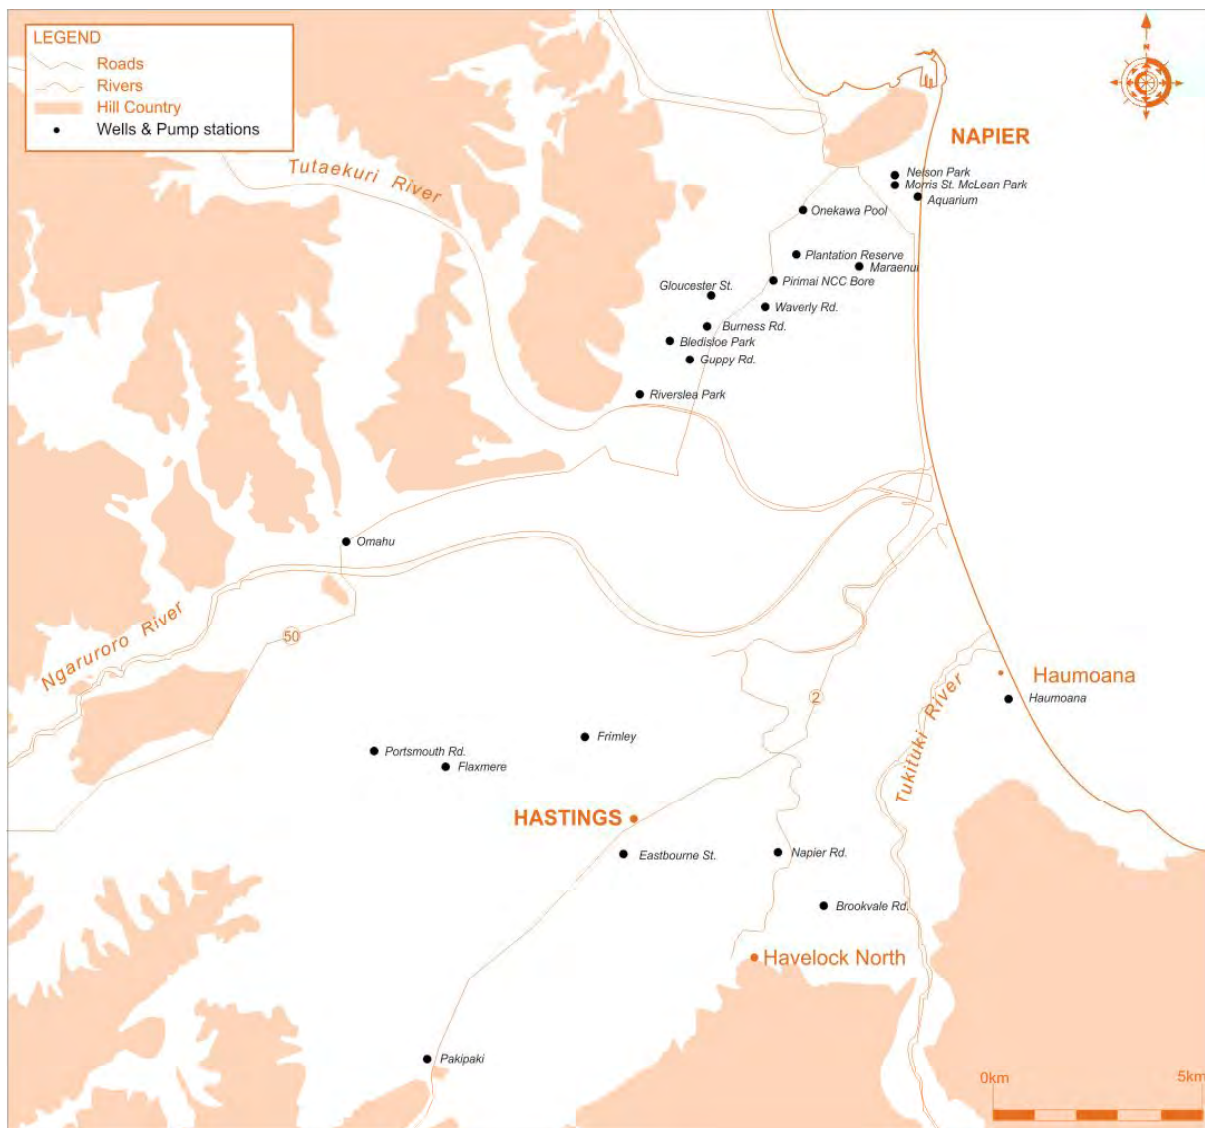 LEGEND
Roads
Rivers
Hill Country
Wells & Pump stations
N
NAPIER
Tutaekuri River
Nelson Park
Morris St. McLean Park
Aquarium
Onekawa Pool
Plantation Reserve
Maraenui
Pirimai NCC Bore
Gloucester St.
Waverly Rd.
Burness Rd.
Bledisloe Park
Guppy Rd.
Riverslea Park
Omahu
Ngaruroro River
50
2
Tukituki River
Haumoana
Haumoana
Frimley
Portsmouth Rd.
Flaxmere
HASTINGS
Eastbourne St.
Napier Rd.
Brookvale Rd.
Havelock North
Pakipaki
0km 5km